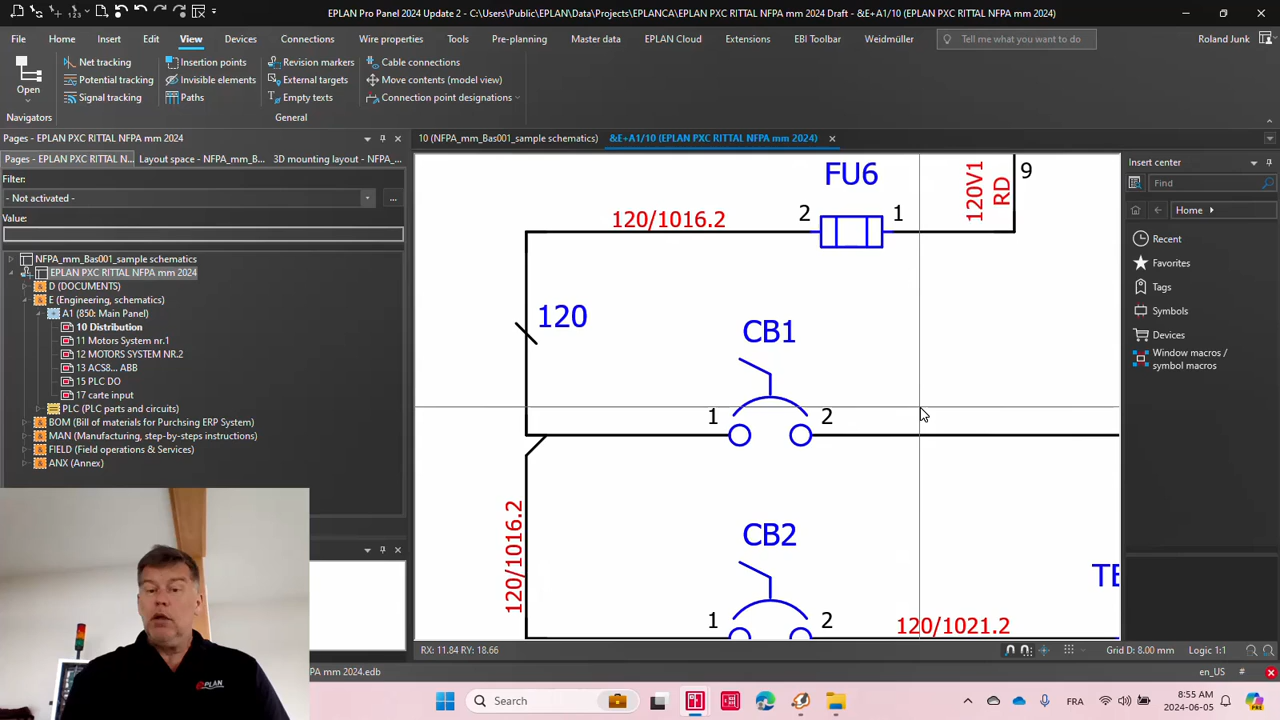 EPLAN Pro Panel 2024 Update 2 - C:\Users\Public\EPLAN\Data\Projects\EPLANCA\EPLAN PXC RITTAL NFPA mm 2024 Draft - &E+A1/10 (EPLAN PXC RITTAL NFPA mm 2024)
File Home Insert Edit View Devices Connections Wire properties Tools Pre-planning Master data EPLAN Cloud Extensions EBI Toolbar Weidmüller Tell me what you want to do Roland Junk
Open
Navigators
Net tracking
Potential tracking
Signal tracking
Insertion points
Invisible elements
Paths
Revision markers
External targets
Empty texts
Cable connections
Move contents (model view)
Connection point designations
General
Pages - EPLAN PXC RITTAL NFPA mm 2024
Pages - EPLAN PXC RITTAL N... Layout space - NFPA_mm_B... 3D mounting layout - NFPA_...
Filter:
- Not activated -
...
Value:
NFPA_mm_Bas001_sample schematics
EPLAN PXC RITTAL NFPA mm 2024
D (DOCUMENTS)
E (Engineering, schematics)
A1 (850: Main Panel)
10 Distribution
11 Motors System nr.1
12 MOTORS SYSTEM NR.2
13 ACS8... ABB
15 PLC DO
17 carte input
PLC (PLC parts and circuits)
BOM (Bill of materials for Purchsing ERP System)
MAN (Manufacturing, step-by-steps instructions)
FIELD (Field operations & Services)
ANX (Annex)
10 (NFPA_mm_Bas001_sample schematics) &E+A1/10 (EPLAN PXC RITTAL NFPA mm 2024)
FU6
120V1
RD
9
120/1016.2
2
1
120
CB1
1
2
120/1016.2
CB2
TE
1
2
120/1021.2
Insert center
Find
Home
Recent
Favorites
Tags
Symbols
Devices
Window macros /
symbol macros
RX: 11.84 RY: 18.66
Grid D: 8.00 mm Logic 1:1
EPLAN
PA mm 2024.edb
en_US
Search
FRA
8:55 AM
2024-06-05